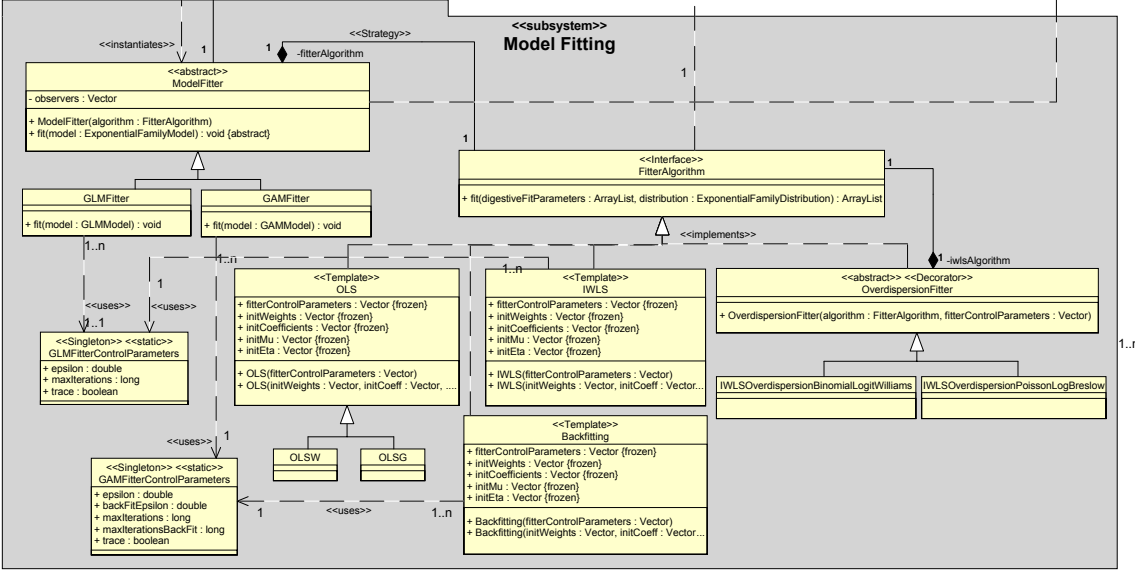 <<subsystem>>
Model Fitting
<<instantiates>>
1
1
-fitterAlgorithm
<<Strategy>>
1
<<abstract>>
ModelFitter
- observers : Vector
+ ModelFitter(algorithm : FitterAlgorithm)
+ fit(model : ExponentialFamilyModel) : void {abstract}
1
<<Interface>>
FitterAlgorithm
+ fit(digestiveFitParameters : ArrayList, distribution : ExponentialFamilyDistribution) : ArrayList
1
GLMFitter
+ fit(model : GLMModel) : void
GAMFitter
+ fit(model : GAMModel) : void
<<implements>>
1..n
1..n
1..n
1
-iwlsAlgorithm
1
<<uses>>
<<uses>>
1..1
<<Template>>
OLS
+ fitterControlParameters : Vector {frozen}
+ initWeights : Vector {frozen}
+ initCoefficients : Vector {frozen}
+ initMu : Vector {frozen}
+ initEta : Vector {frozen}
+ OLS(fitterControlParameters : Vector)
+ OLS(initWeights : Vector, initCoeff : Vector, ....
<<Template>>
IWLS
+ fitterControlParameters : Vector {frozen}
+ initWeights : Vector {frozen}
+ initCoefficients : Vector {frozen}
+ initMu : Vector {frozen}
+ initEta : Vector {frozen}
+ IWLS(fitterControlParameters : Vector)
+ IWLS(initWeights : Vector, initCoeff : Vector...
<<abstract>> <<Decorator>>
OverdispersionFitter
+ OverdispersionFitter(algorithm : FitterAlgorithm, fitterControlParameters : Vector)
1..n
<<Singleton>> <<static>>
GLMFitterControlParameters
+ epsilon : double
+ maxIterations : long
+ trace : boolean
IWLSOverdispersionBinomialLogitWilliams
IWLSOverdispersionPoissonLogBreslow
<<uses>>
1
OLSW
OLSG
<<Template>>
Backfitting
+ fitterControlParameters : Vector {frozen}
+ initWeights : Vector {frozen}
+ initCoefficients : Vector {frozen}
+ initMu : Vector {frozen}
+ initEta : Vector {frozen}
+ Backfitting(fitterControlParameters : Vector)
+ Backfitting(initWeights : Vector, initCoeff : Vector...
<<Singleton>> <<static>>
GAMFitterControlParameters
+ epsilon : double
+ backFitEpsilon : double
+ maxIterations : long
+ maxIterationsBackFit : long
+ trace : boolean
1
<<uses>>
1..n